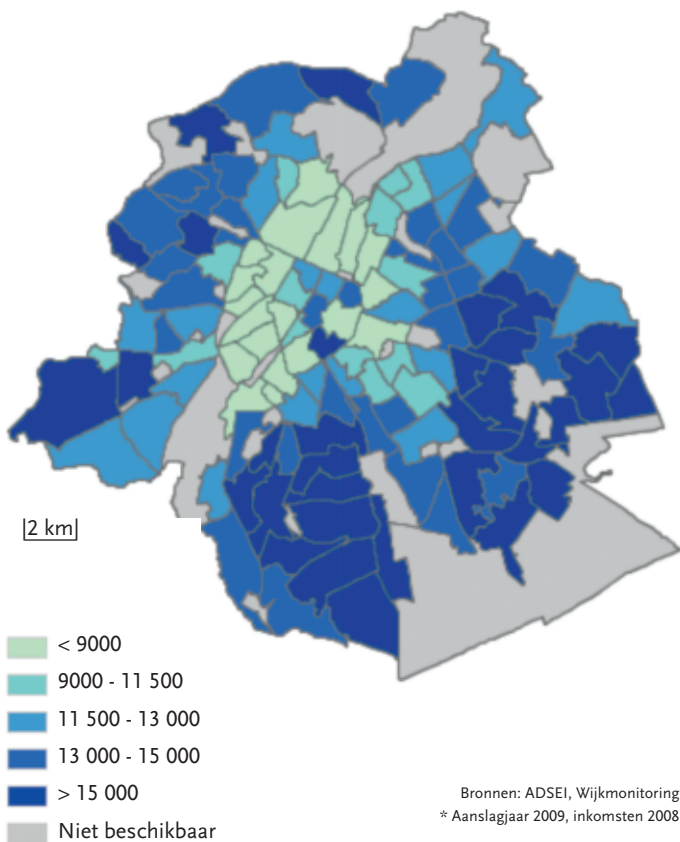 |2 km|
< 9000
9000 - 11 500
11 500 - 13 000
13 000 - 15 000
> 15 000
Niet beschikbaar
Bronnen: ADSEI, Wijkmonitoring
* Aanslagjaar 2009, inkomsten 2008